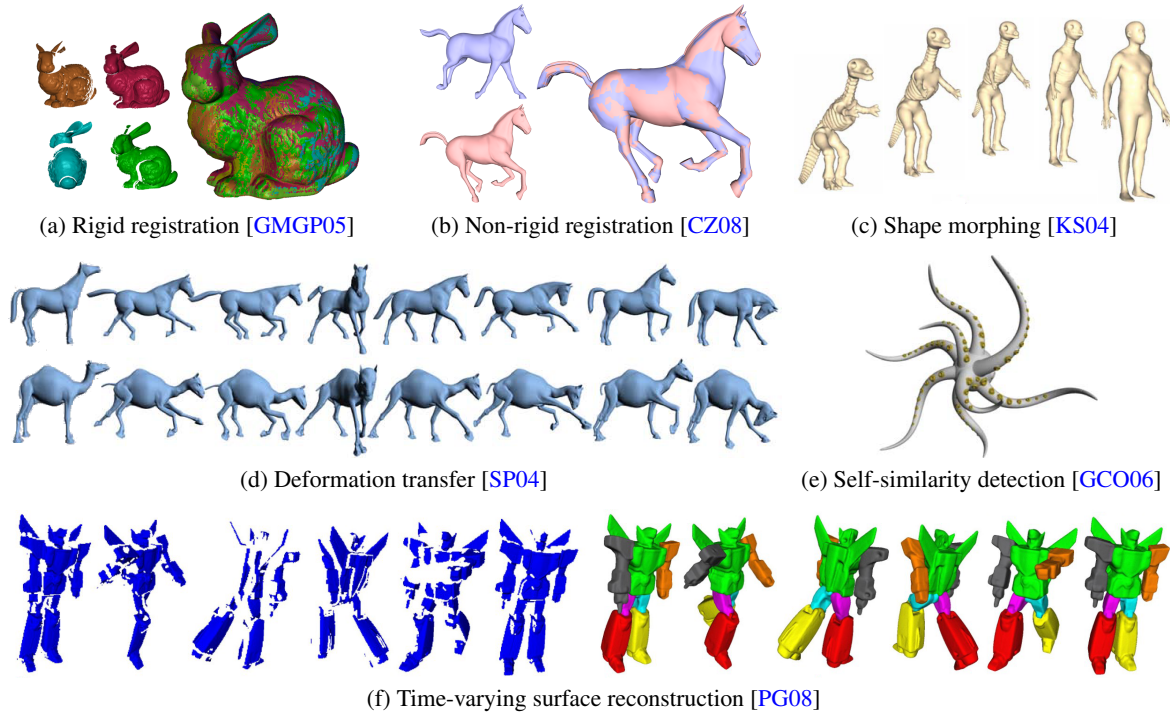 (a) Rigid registration [GMGP05]
(b) Non-rigid registration [CZ08]
(c) Shape morphing [KS04]
(d) Deformation transfer [SP04]
(e) Self-similarity detection [GCO06]
(f) Time-varying surface reconstruction [PG08]